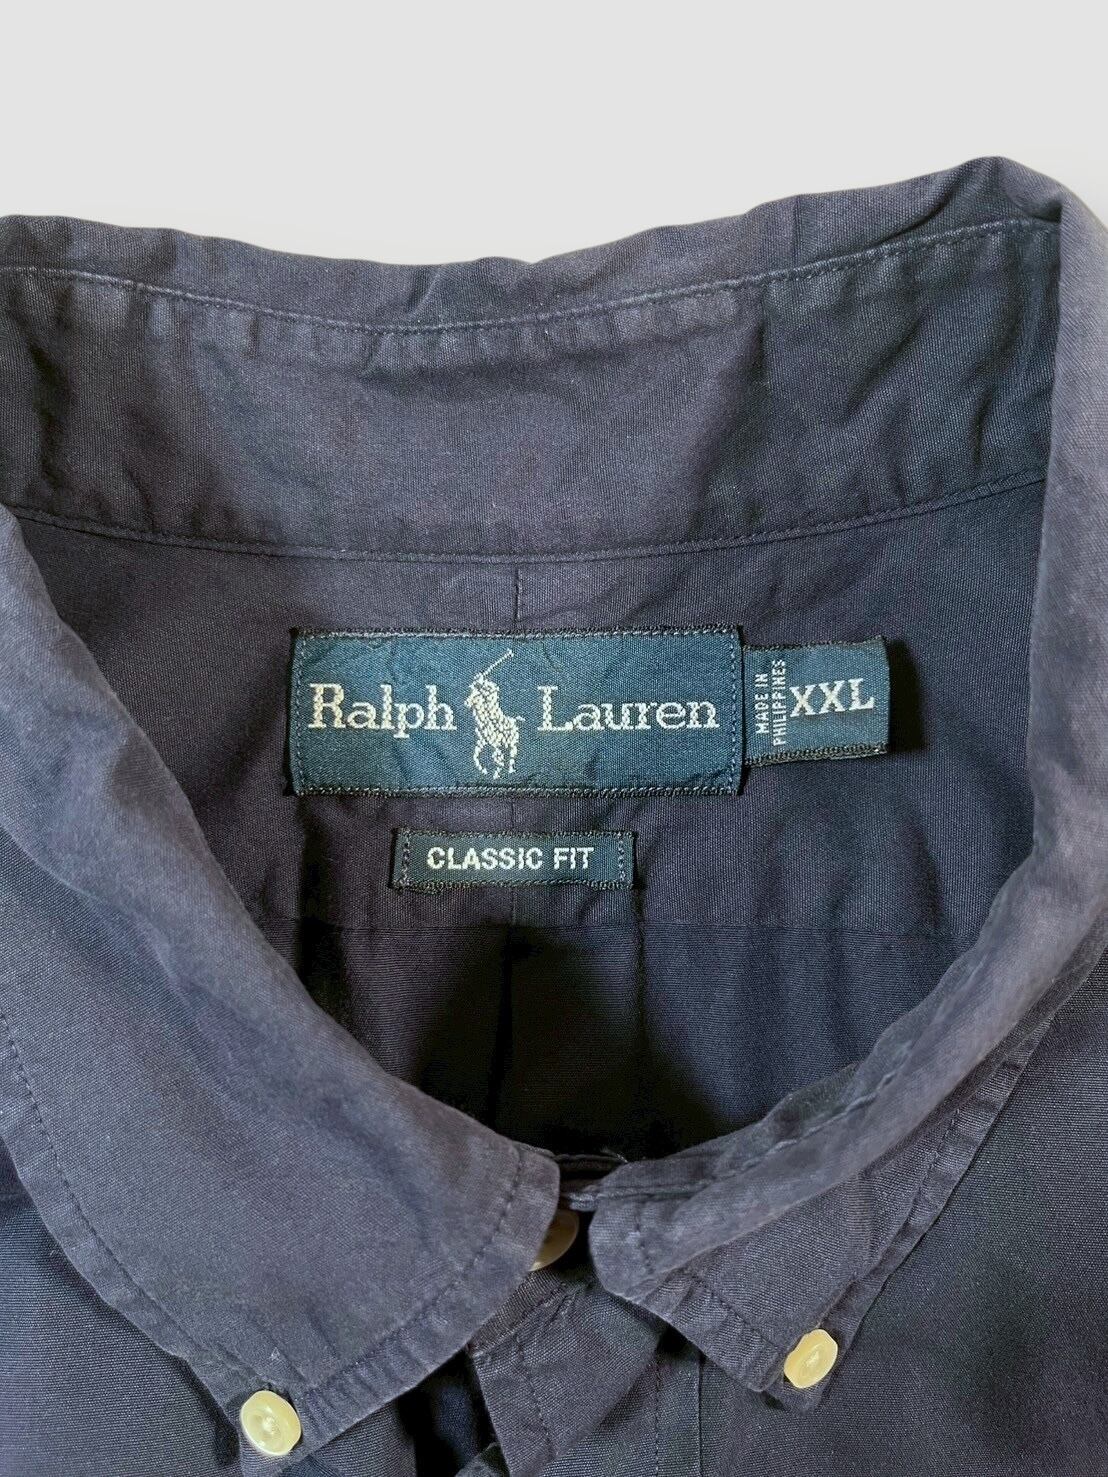 Ralph Lauren
MADE IN
PHILIPPINES
XXL
CLASSIC FIT